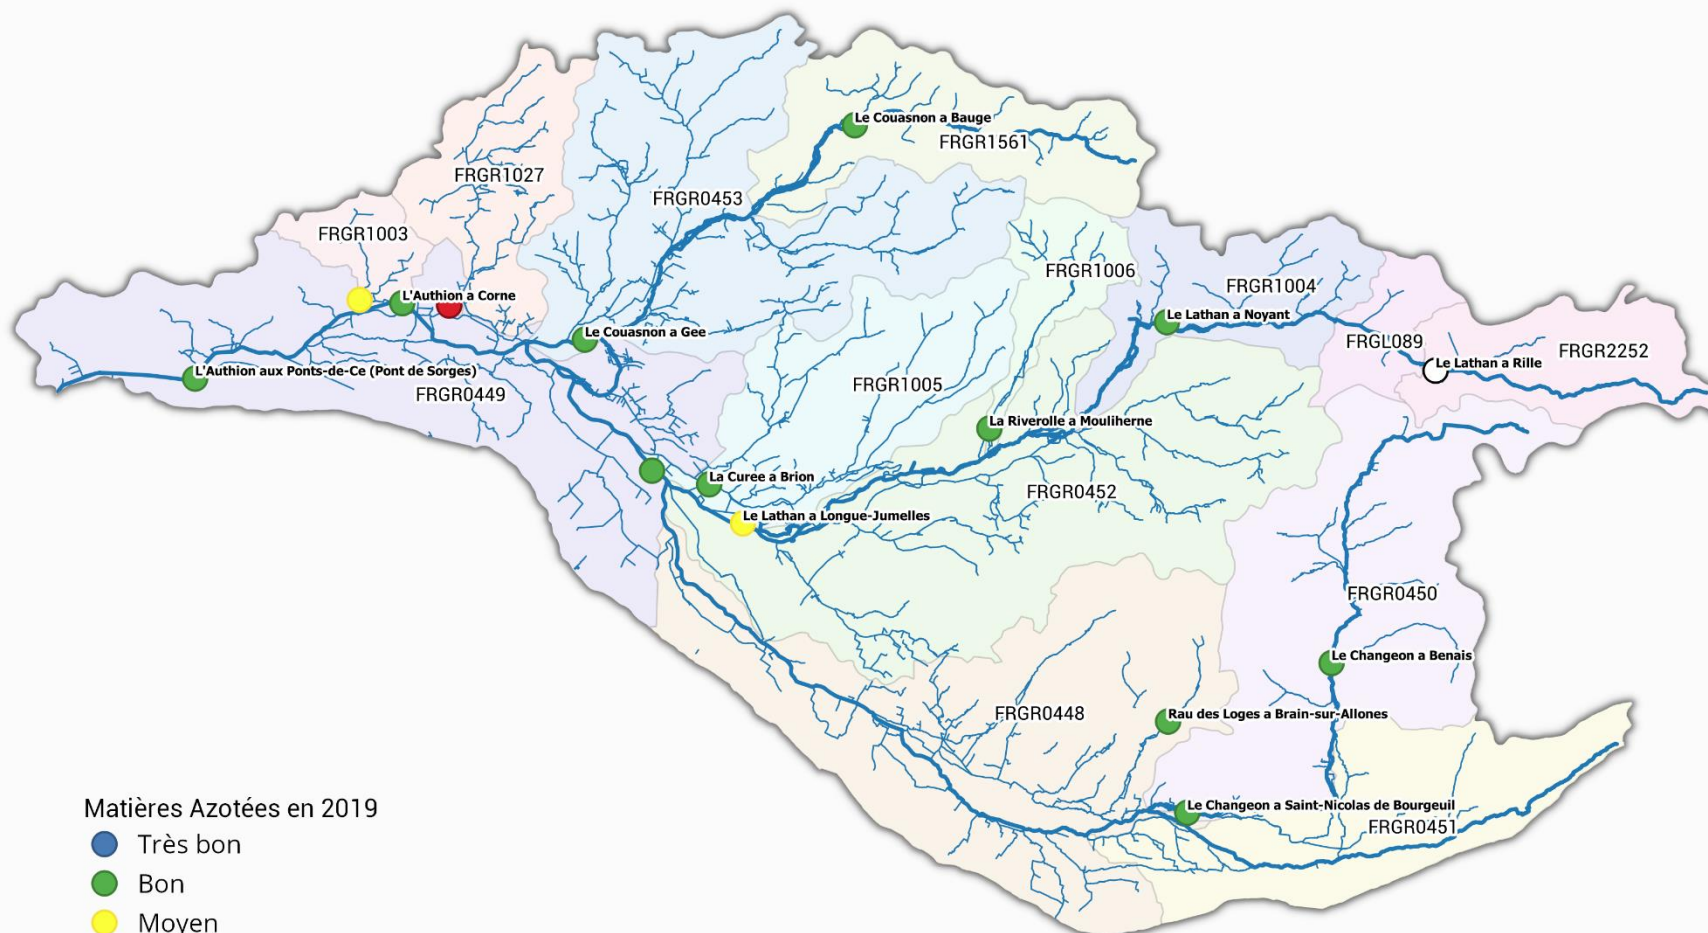 Le Couasnon a Bauge
FRGR1561
FRGR1027
FRGR0453
FRGR1003
FRGR1006
FRGR1004
L'Authion a Corne
Le Lathan a Noyant
Le Couasnon a Gee
FRGL089
FRGR2252
Le Lathan a Rille
L'Authion aux Ponts-de-Ce (Pont de Sorges)
FRGR0449
FRGR1005
La Riverolle a Mouliherne
La Curee a Brion
FRGR0452
Le Lathan a Longue-Jumelles
FRGR0450
Le Changeon a Benais
FRGR0448
Rau des Loges a Brain-sur-Allones
Le Changeon a Saint-Nicolas de Bourgeuil
FRGR0451
Matières Azotées en 2019
Très bon
Bon
Moyen